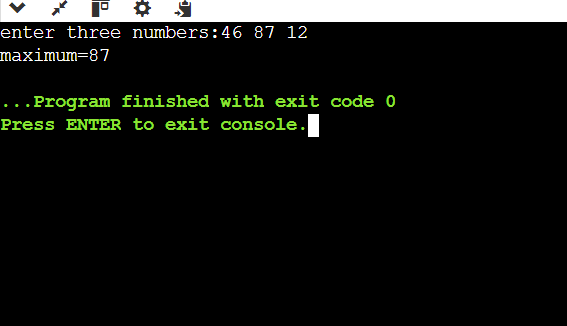 enter three numbers:46 87 12
maximum=87
...Program finished with exit code 0
Press ENTER to exit console.